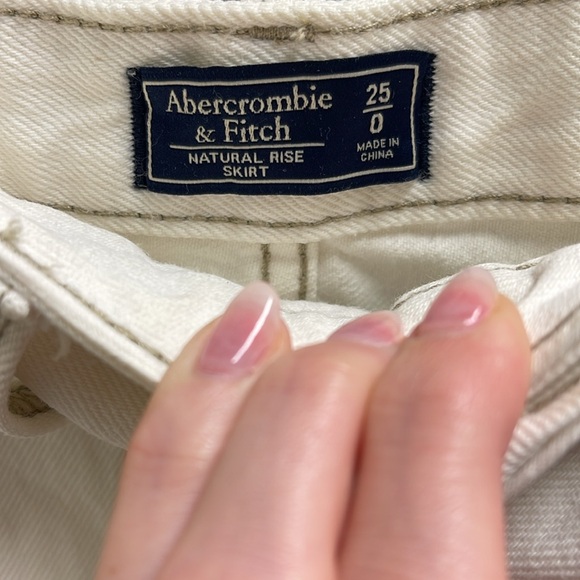 Abercrombie
& Fitch
NATURAL RISE
SKIRT
25
0
MADE IN
CHINA